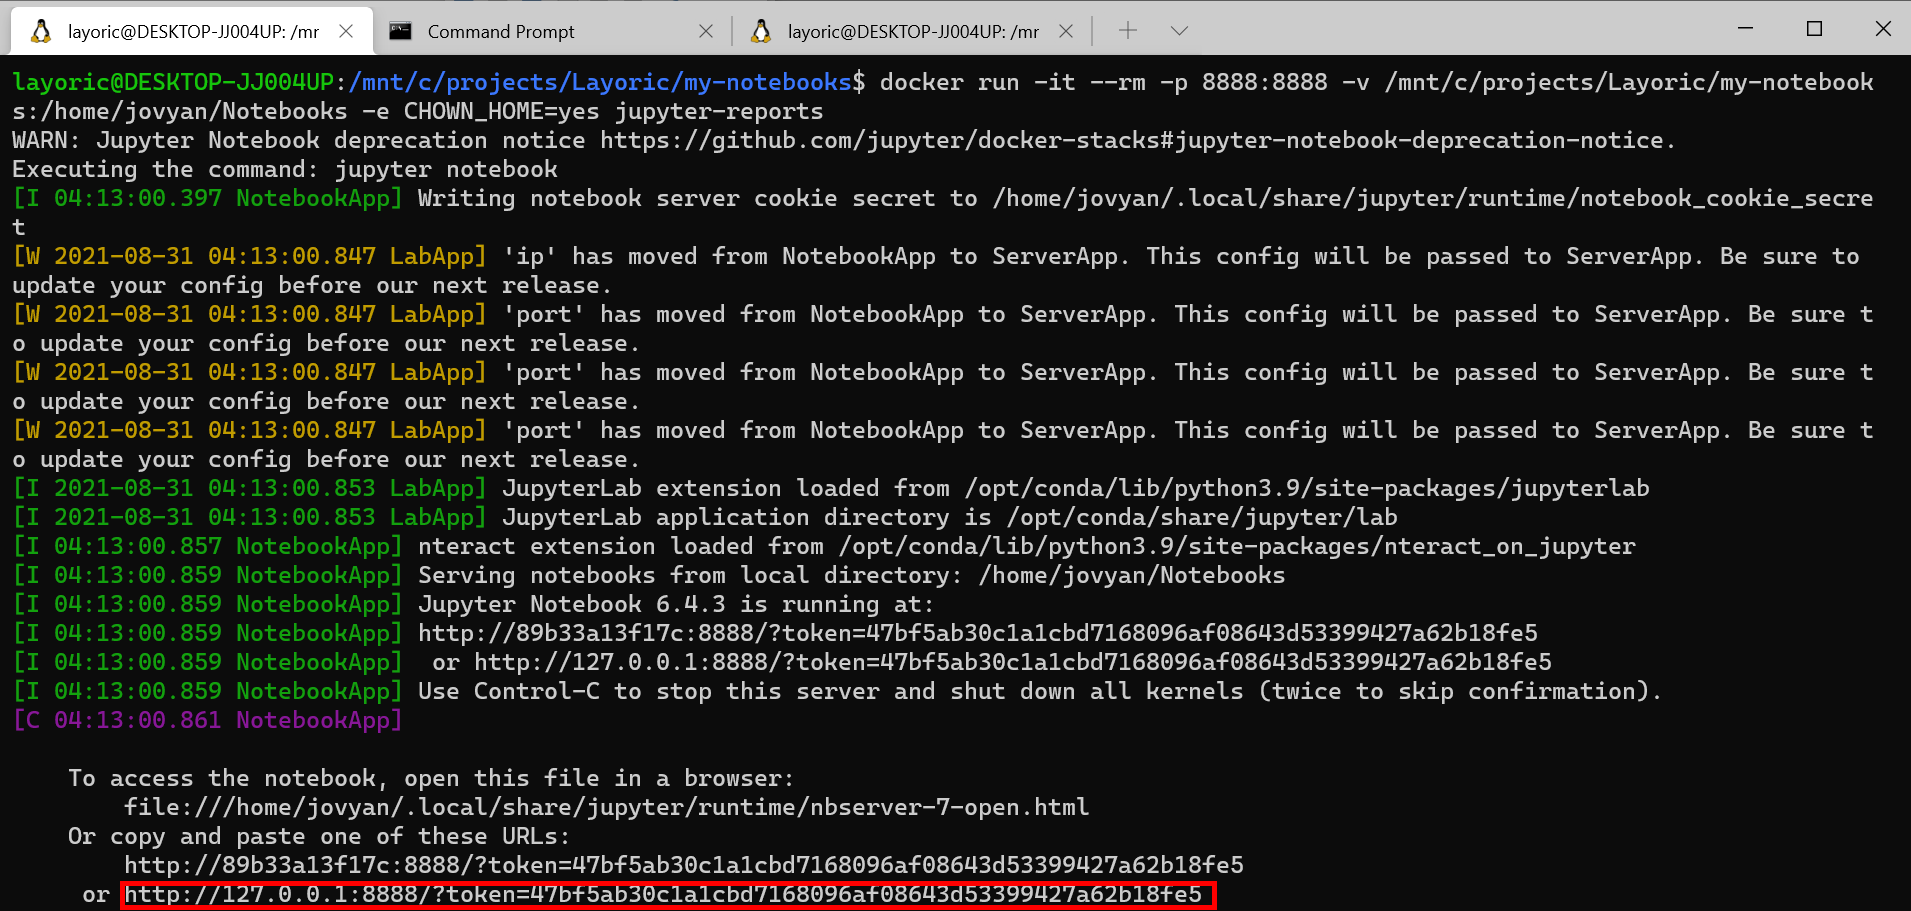 layoric@DESKTOP-JJ004UP: /mr
Command Prompt
layoric@DESKTOP-JJ004UP: /mr
layoric@DESKTOP-JJ004UP:/mnt/c/projects/Layoric/my-notebooks$ docker run -it --rm -p 8888:8888 -v /mnt/c/projects/Layoric/my-notebook
s:/home/jovyan/Notebooks -e CHOWN_HOME=yes jupyter-reports
WARN: Jupyter Notebook deprecation notice https://github.com/jupyter/docker-stacks#jupyter-notebook-deprecation-notice.
Executing the command: jupyter notebook
[I 04:13:00.397 NotebookApp] Writing notebook server cookie secret to /home/jovyan/.local/share/jupyter/runtime/notebook_cookie_secre
t
[W 2021-08-31 04:13:00.847 LabApp] 'ip' has moved from NotebookApp to ServerApp. This config will be passed to ServerApp. Be sure to
update your config before our next release.
[W 2021-08-31 04:13:00.847 LabApp] 'port' has moved from NotebookApp to ServerApp. This config will be passed to ServerApp. Be sure t
o update your config before our next release.
[W 2021-08-31 04:13:00.847 LabApp] 'port' has moved from NotebookApp to ServerApp. This config will be passed to ServerApp. Be sure t
o update your config before our next release.
[W 2021-08-31 04:13:00.847 LabApp] 'port' has moved from NotebookApp to ServerApp. This config will be passed to ServerApp. Be sure t
o update your config before our next release.
[I 2021-08-31 04:13:00.853 LabApp] JupyterLab extension loaded from /opt/conda/lib/python3.9/site-packages/jupyterlab
[I 2021-08-31 04:13:00.853 LabApp] JupyterLab application directory is /opt/conda/share/jupyter/lab
[I 04:13:00.857 NotebookApp] nteract extension loaded from /opt/conda/lib/python3.9/site-packages/nteract_on_jupyter
[I 04:13:00.859 NotebookApp] Serving notebooks from local directory: /home/jovyan/Notebooks
[I 04:13:00.859 NotebookApp] Jupyter Notebook 6.4.3 is running at:
[I 04:13:00.859 NotebookApp] http://89b33a13f17c:8888/?token=47bf5ab30c1a1cbd7168096af08643d53399427a62b18fe5
[I 04:13:00.859 NotebookApp]  or http://127.0.0.1:8888/?token=47bf5ab30c1a1cbd7168096af08643d53399427a62b18fe5
[I 04:13:00.859 NotebookApp] Use Control-C to stop this server and shut down all kernels (twice to skip confirmation).
[C 04:13:00.861 NotebookApp]
To access the notebook, open this file in a browser:
file:///home/jovyan/.local/share/jupyter/runtime/nbserver-7-open.html
Or copy and paste one of these URLs:
http://89b33a13f17c:8888/?token=47bf5ab30c1a1cbd7168096af08643d53399427a62b18fe5
or http://127.0.0.1:8888/?token=47bf5ab30c1a1cbd7168096af08643d53399427a62b18fe5